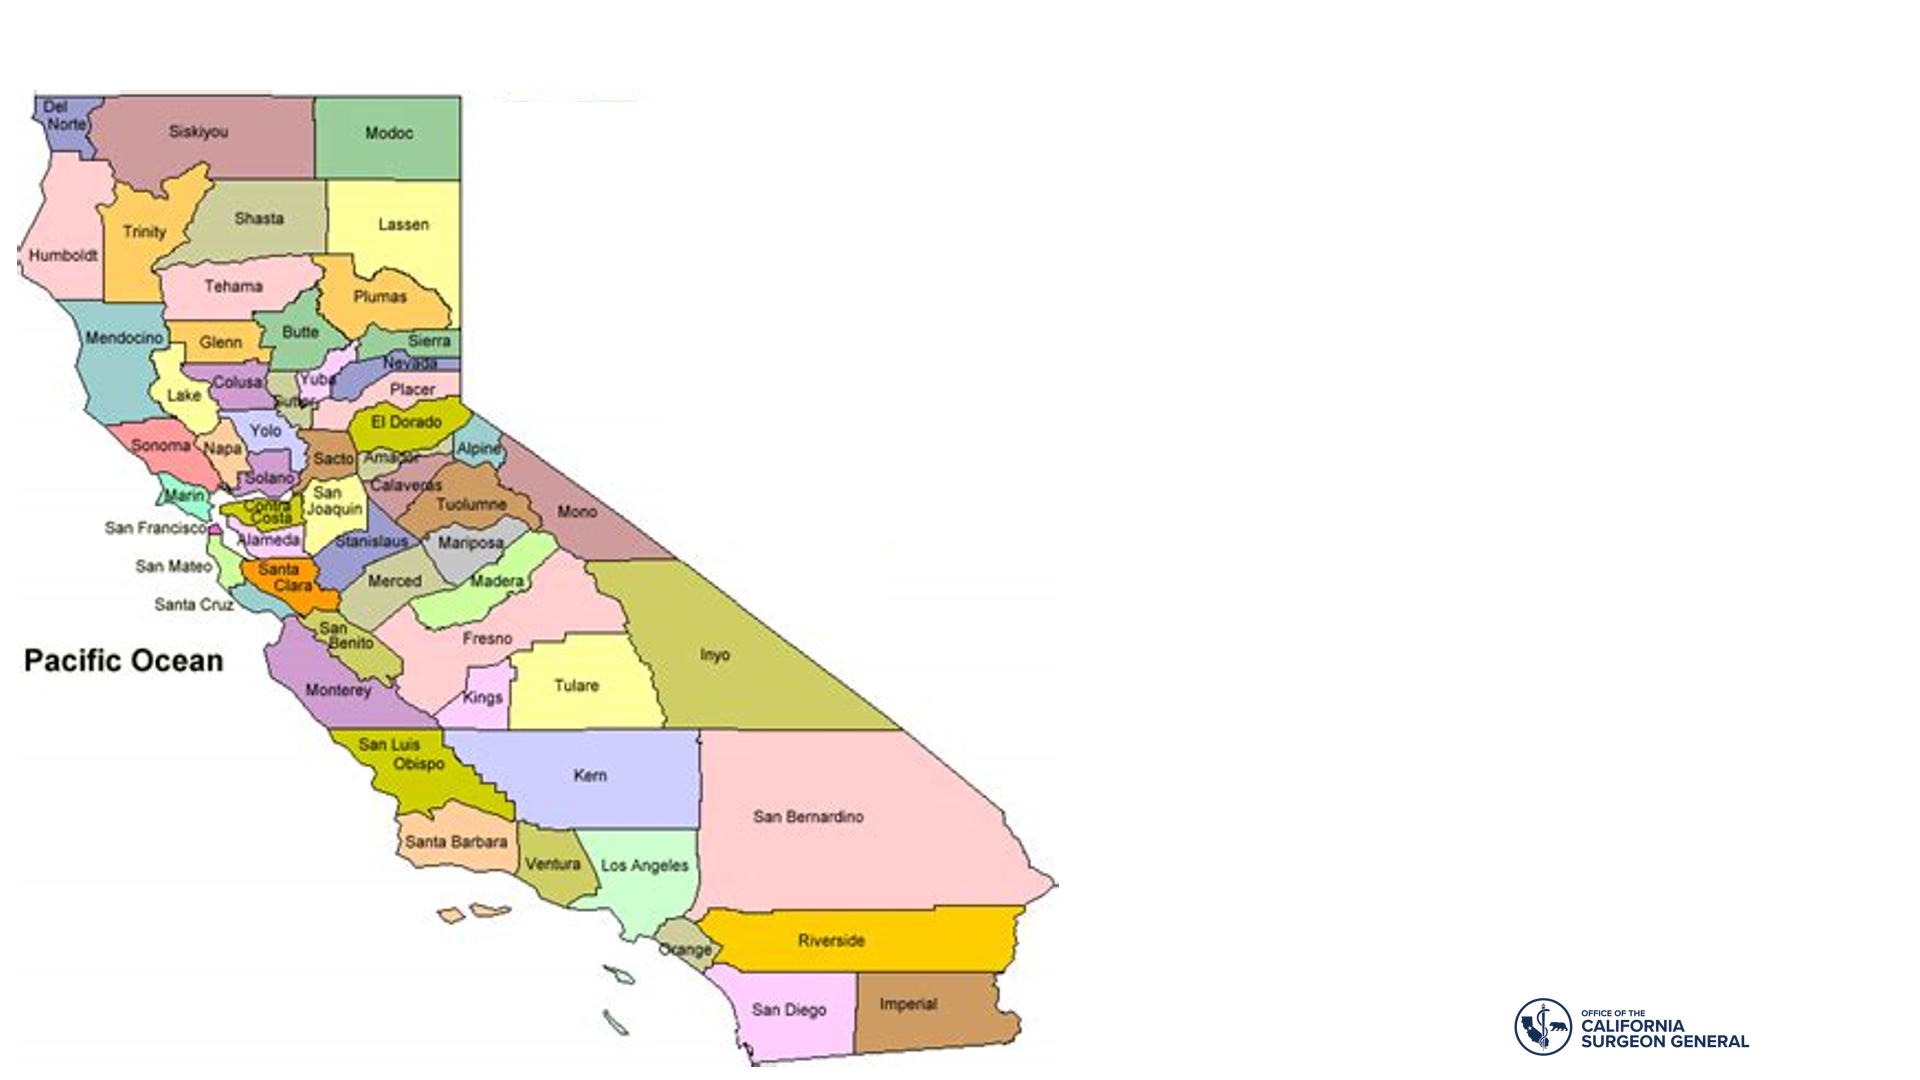 Del
Norte
Siskiyou
Modoc
Shasta
Lassen
Trinity
Humboldt
Tehama
Plumas
Mendocino
Glenn
Butte
Sierra
Nevada
Colusa
Yuba
Placer
Lake
Sutter
El Dorado
Yolo
Sonoma
Napa
Sacto
Amador
Alpine
Solano
Calaveras
Marin
San
Joaquin
Contra
Costa
Tuolumne
Mono
San Francisco
Alameda
Stanislaus
Mariposa
San Mateo
Santa
Clara
Merced
Madera
Santa Cruz
San
Benito
Fresno
Pacific Ocean
Inyo
Monterey
Kings
Tulare
San Luis
Obispo
Kern
San Bernardino
Santa Barbara
Ventura
Los Angeles
Orange
Riverside
San Diego
Imperial
OFFICE OF THE
CALIFORNIA
SURGEON GENERAL